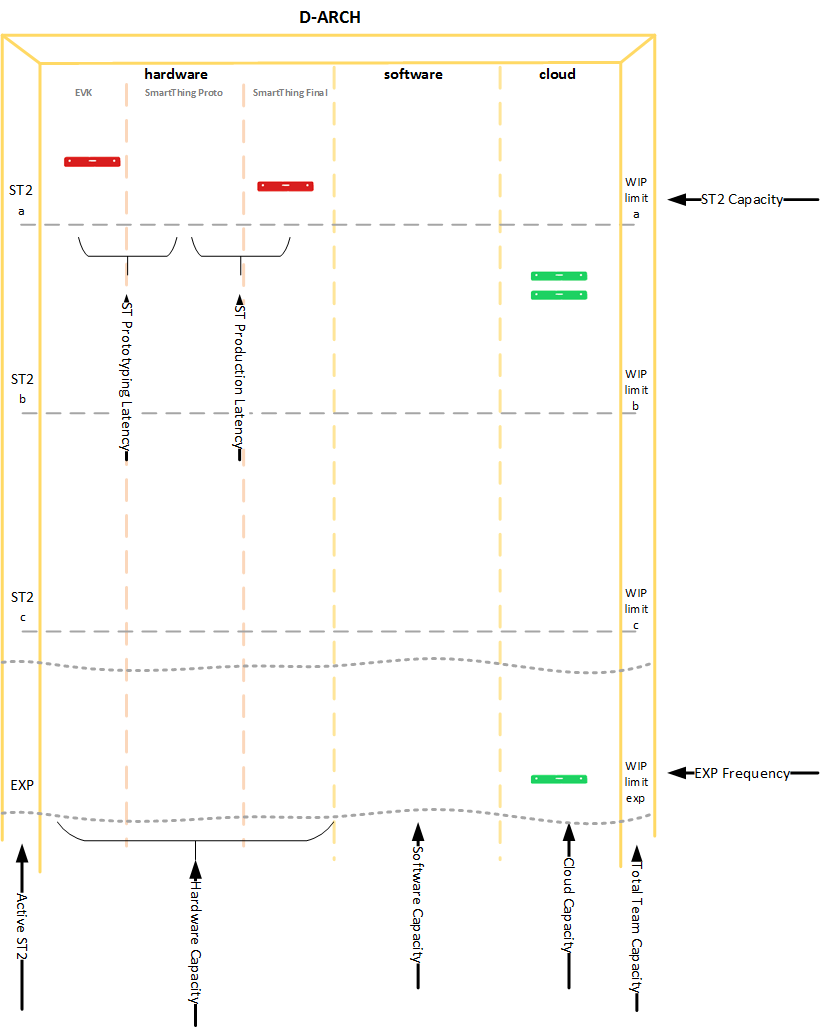 D-ARCH
hardware
software
cloud
EVK
SmartThing Proto
SmartThing Final
ST2
a
WIP
limit
a
ST2 Capacity
ST Prototyping Latency
ST Production Latency
ST2
b
WIP
limit
b
ST2
c
WIP
limit
c
EXP
WIP
limit
exp
EXP Frequency
Active ST2
Hardware Capacity
Software Capacity
Cloud Capacity
Total Team Capacity